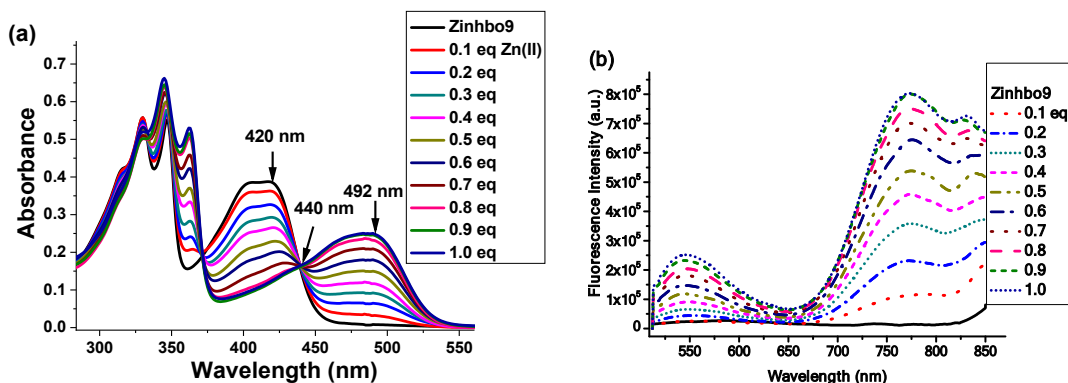 (a)
Absorbance
0.7
0.6
0.5
0.4
0.3
0.2
0.1
0.0
300
350
400
450
500
550
Wavelength (nm)
420 nm
492 nm
440 nm
Zinhbo9
0.1 eq Zn(II)
0.2 eq
0.3 eq
0.4 eq
0.5 eq
0.6 eq
0.7 eq
0.8 eq
0.9 eq
1.0 eq
(b)
Fluorescence Intensity (a.u.)
8x10⁵
7x10⁵
6x10⁵
5x10⁵
4x10⁵
3x10⁵
2x10⁵
1x10⁵
0
550
600
650
700
750
800
850
Wavelength (nm)
Zinhbo9
0.1 eq
0.2
0.3
0.4
0.5
0.6
0.7
0.8
0.9
1.0